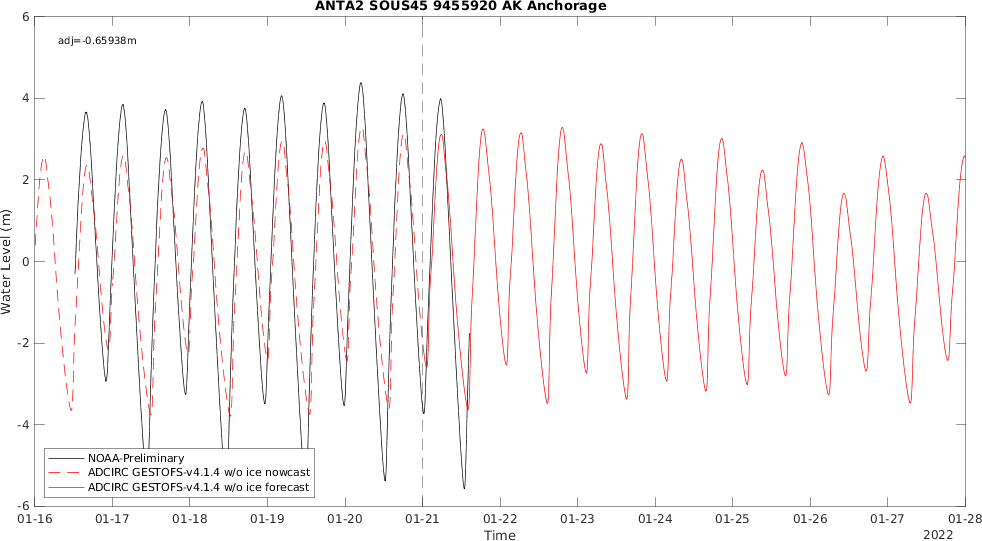 ANTA2 SOUS45 9455920 AK Anchorage
adj=-0.65938m
6
4
2
0
-2
-4
-6
Water Level (m)
NOAA-Preliminary
ADCIRC GESTOFS-v4.1.4 w/o ice nowcast
ADCIRC GESTOFS-v4.1.4 w/o ice forecast
01-16 01-17 01-18 01-19 01-20 01-21 01-22 01-23 01-24 01-25 01-26 01-27 01-28
Time
2022